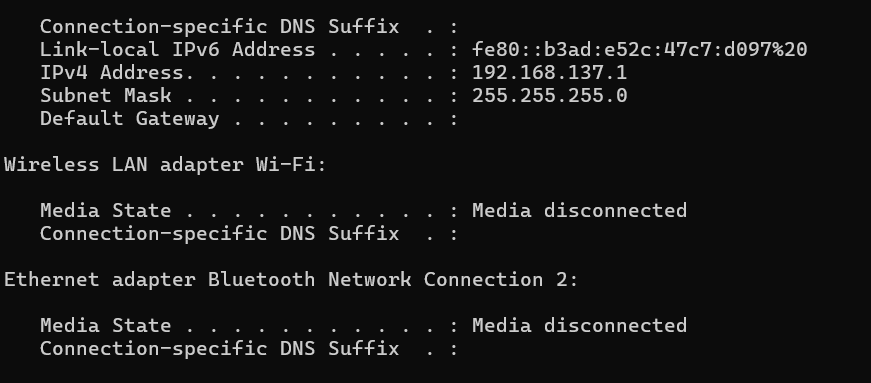 Connection-specific DNS Suffix  . :
Link-local IPv6 Address . . . . . : fe80::b3ad:e52c:47c7:d097%20
IPv4 Address. . . . . . . . . . . : 192.168.137.1
Subnet Mask . . . . . . . . . . . : 255.255.255.0
Default Gateway . . . . . . . . . :
Wireless LAN adapter Wi-Fi:
Media State . . . . . . . . . . . : Media disconnected
Connection-specific DNS Suffix  . :
Ethernet adapter Bluetooth Network Connection 2:
Media State . . . . . . . . . . . : Media disconnected
Connection-specific DNS Suffix  . :